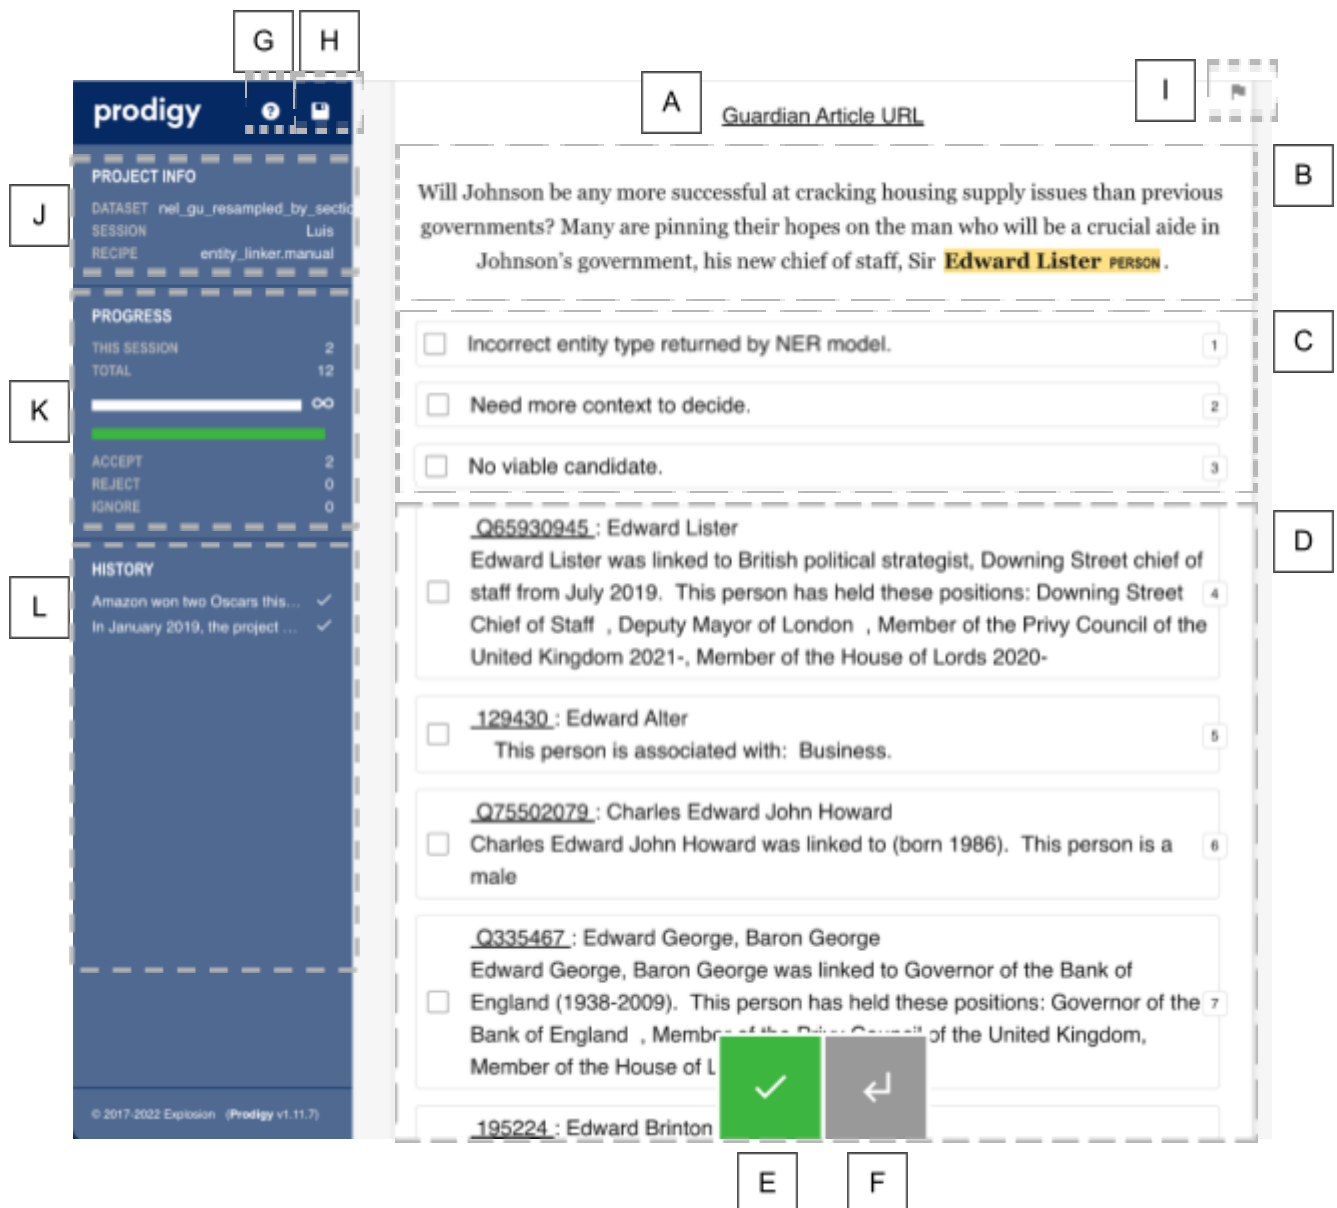 G
H
A
I
prodigy
?
Guardian Article URL
B
J
PROJECT INFO
DATASET nel_gu_resampled_by_sectic
SESSION Luis
RECIPE entity_linker.manual
Will Johnson be any more successful at cracking housing supply issues than previous
governments? Many are pinning their hopes on the man who will be a crucial aide in
Johnson's government, his new chief of staff, Sir Edward Lister PERSON.
K
PROGRESS
THIS SESSION 2
TOTAL 12
∞
ACCEPT 2
REJECT 0
IGNORE 0
C
Incorrect entity type returned by NER model. 1
Need more context to decide. 2
No viable candidate. 3
L
HISTORY
Amazon won two Oscars this...
In January 2019, the project ...
D
Q65930945 : Edward Lister
Edward Lister was linked to British political strategist, Downing Street chief of
staff from July 2019.  This person has held these positions: Downing Street 4
Chief of Staff  , Deputy Mayor of London  , Member of the Privy Council of the
United Kingdom 2021-, Member of the House of Lords 2020-
129430 : Edward Alter
This person is associated with:  Business. 5
Q75502079 : Charles Edward John Howard
Charles Edward John Howard was linked to (born 1986).  This person is a 6
male
Q335467 : Edward George, Baron George
Edward George, Baron George was linked to Governor of the Bank of
England (1938-2009).  This person has held these positions: Governor of the 7
Bank of England  , Member of the Privy Council of the United Kingdom,
Member of the House of L
195224 : Edward Brinton
© 2017-2022 Explosion (Prodigy v1.11.7)
E
F